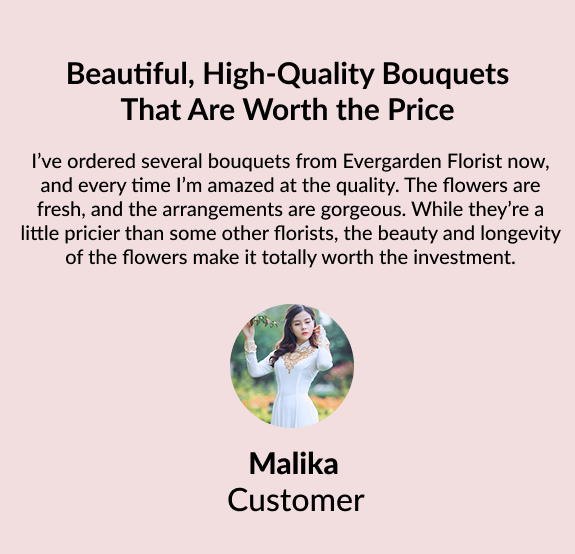 Beautiful, High-Quality Bouquets
That Are Worth the Price
I’ve ordered several bouquets from Evergarden Florist now,
and every time I’m amazed at the quality. The flowers are
fresh, and the arrangements are gorgeous. While they’re a
little pricier than some other florists, the beauty and longevity
of the flowers make it totally worth the investment.
Malika
Customer